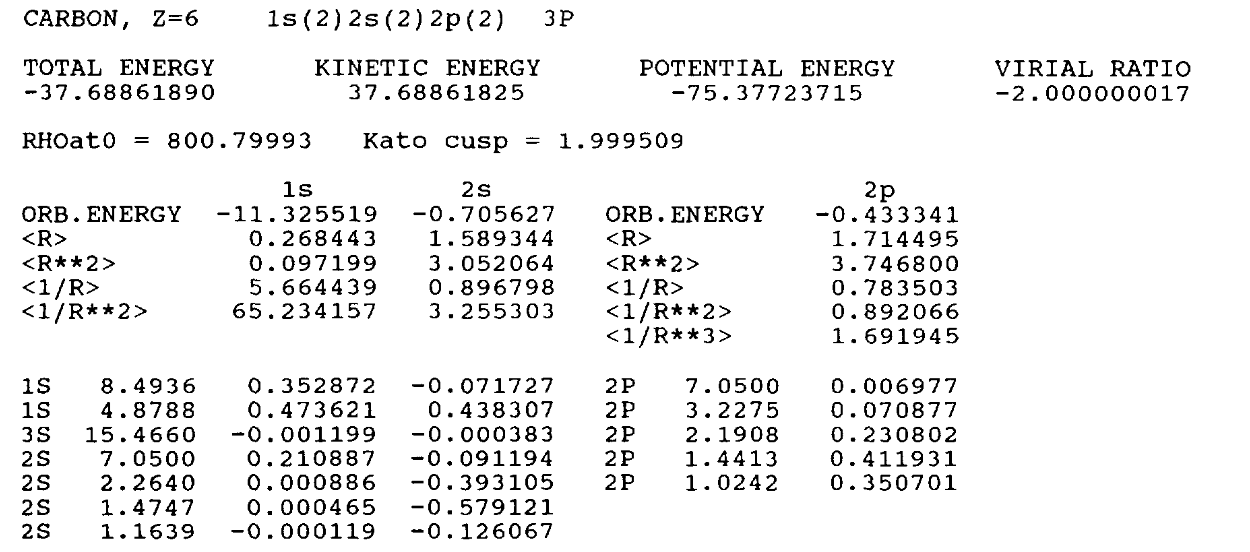 CARBON, Z=6 1s(2)2s(2)2p(2) 3P
TOTAL ENERGY KINETIC ENERGY POTENTIAL ENERGY VIRIAL RATIO
-37.68861890 37.68861825 -75.37723715 -2.000000017
RHOat0 = 800.79993 Kato cusp = 1.999509
1s 2s 2p
ORB.ENERGY -11.325519 -0.705627 ORB.ENERGY -0.433341
<R> 0.268443 1.589344 <R> 1.714495
<R**2> 0.097199 3.052064 <R**2> 3.746800
<1/R> 5.664439 0.896798 <1/R> 0.783503
<1/R**2> 65.234157 3.255303 <1/R**2> 0.892066
<1/R**3> 1.691945
1S 8.4936 0.352872 -0.071727 2P 7.0500 0.006977
1S 4.8788 0.473621 0.438307 2P 3.2275 0.070877
3S 15.4660 -0.001199 -0.000383 2P 2.1908 0.230802
2S 7.0500 0.210887 -0.091194 2P 1.4413 0.411931
2S 2.2640 0.000886 -0.393105 2P 1.0242 0.350701
2S 1.4747 0.000465 -0.579121
2S 1.1639 -0.000119 -0.126067